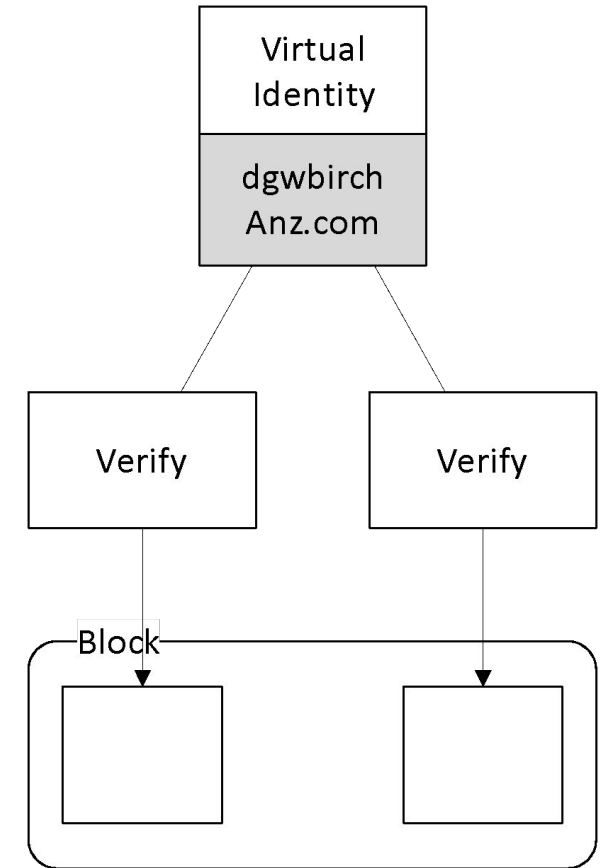 Virtual
Identity
dgwbirch
Anz.com
Verify
Verify
Block